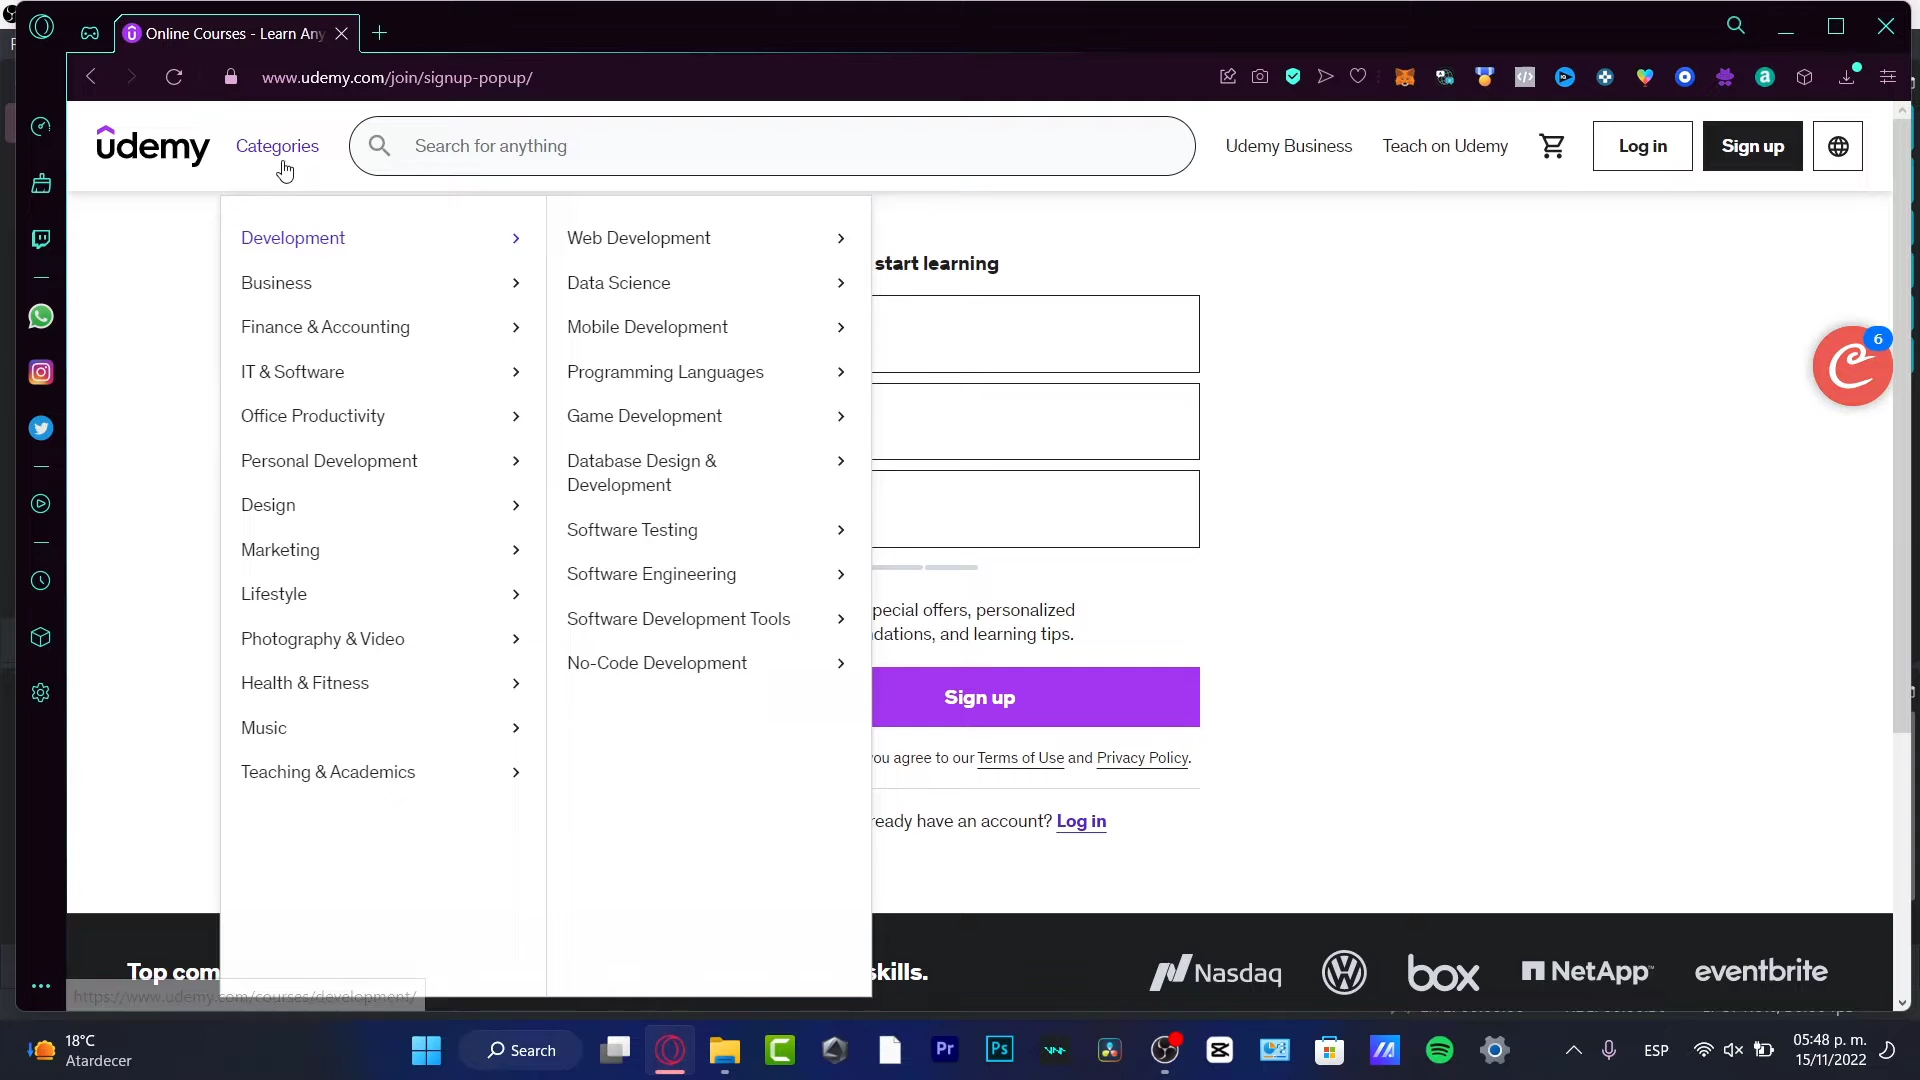 Online Courses - Learn Any
www.udemy.com/join/signup-popup/
udemy
Categories
Search for anything
Udemy Business
Teach on Udemy
Log in
Sign up
Development
Business
Finance & Accounting
IT & Software
Office Productivity
Personal Development
Design
Marketing
Lifestyle
Photography & Video
Health & Fitness
Music
Teaching & Academics
Web Development
Data Science
Mobile Development
Programming Languages
Game Development
Database Design &
Development
Software Testing
Software Engineering
Software Development Tools
No-Code Development
start learning
6
pecial offers, personalized
dations, and learning tips.
Sign up
you agree to our Terms of Use and Privacy Policy.
ready have an account? Log in
Top com
skills.
Nasdaq
box
NetApp
eventbrite
https://www.udemy.com/courses/development/
18°C
Atardecer
Search
Pr
Ps
ESP
05:48 p. m.
15/11/2022